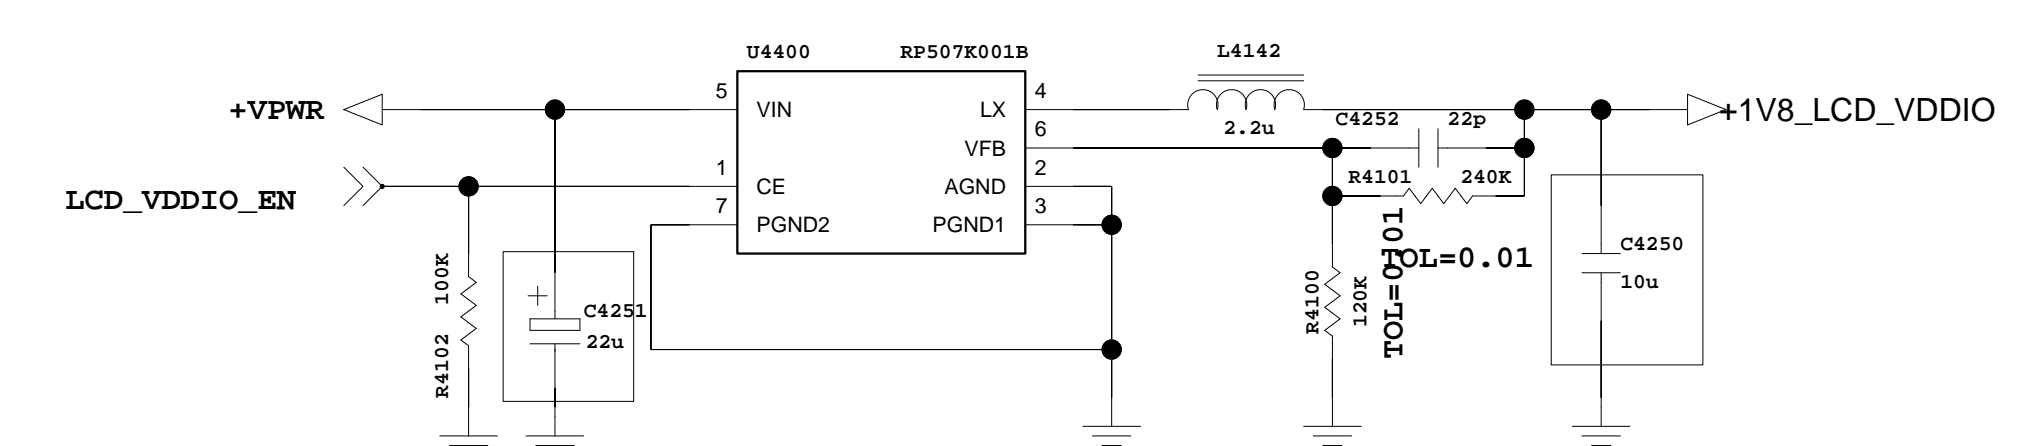 U4400 RP507K001B L4142
+VPWR 5 VIN LX 4 +1V8_LCD_VDDIO
2.2u C4252 22p
VFB 6
LCD_VDDIO_EN 1 CE AGND 2 R4101 240K
7 PGND2 PGND1 3
TOL=0.01
TOL=0.01
R4102 100K
+
C4251
22u
R4100
120K
C4250
10u